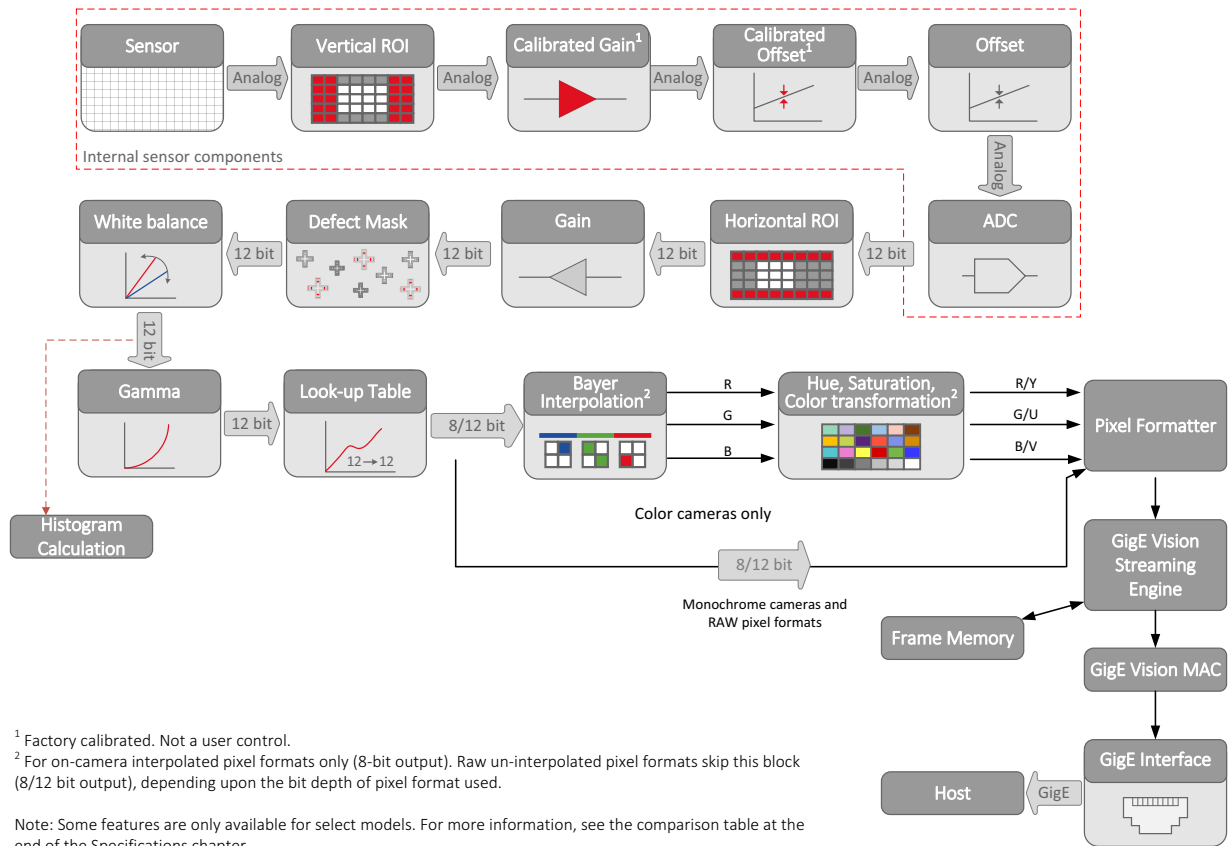 Sensor
Analog
Vertical ROI
Analog
Calibrated Gain1
Analog
Calibrated
Offset1
Analog
Offset
Internal sensor components
Analog
White balance
12 bit
Defect Mask
12 bit
Gain
12 bit
Horizontal ROI
12 bit
ADC
12 bit
Gamma
12 bit
Look-up Table
12→12
8/12 bit
Bayer
Interpolation2
R
G
B
Hue, Saturation,
Color transformation2
R/Y
G/U
B/V
Pixel Formatter
Histogram
Calculation
Color cameras only
8/12 bit
Monochrome cameras and
RAW pixel formats
GigE Vision
Streaming
Engine
Frame Memory
GigE Vision MAC
GigE Interface
GigE
Host
1 Factory calibrated. Not a user control.
2 For on-camera interpolated pixel formats only (8-bit output). Raw un-interpolated pixel formats skip this block
(8/12 bit output), depending upon the bit depth of pixel format used.
Note: Some features are only available for select models. For more information, see the comparison table at the
end of the Specifications chapter